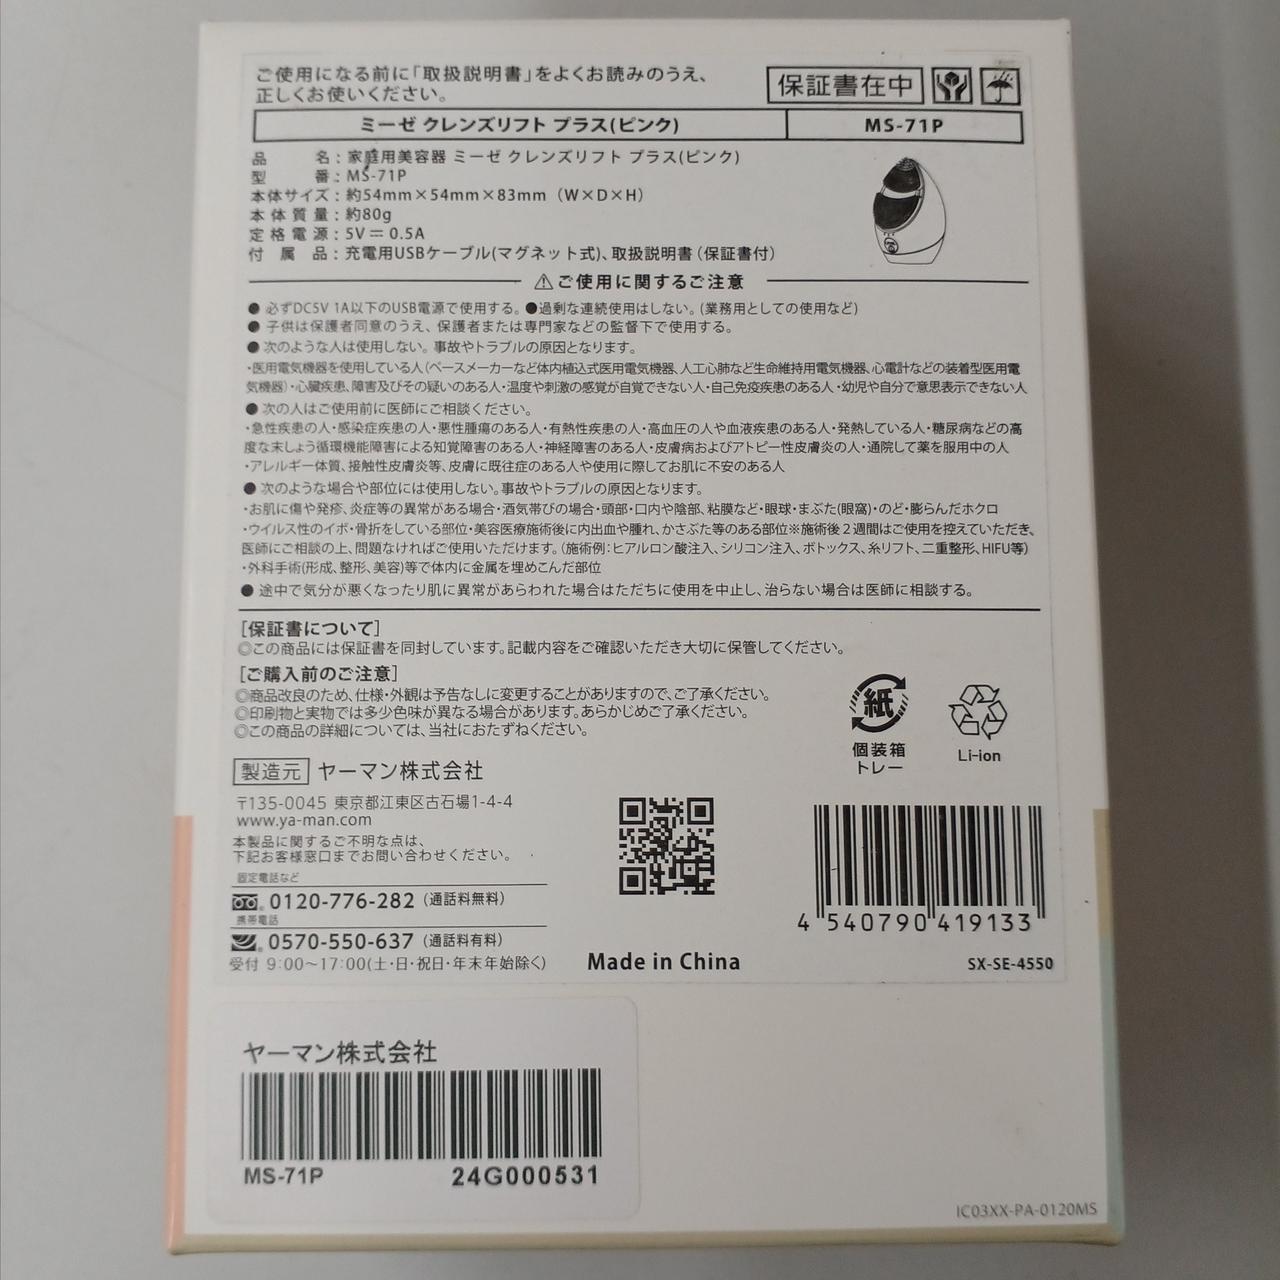 ご使用になる前に「取扱説明書」をよくお読みのうえ、
正しくお使いください。
保証書在中
ミーゼ クレンズリフト プラス(ピンク)
MS-71P
品名：家庭用美容器 ミーゼ クレンズリフト プラス(ピンク)
型番：MS-71P
本体サイズ：約54mm×54mm×83mm（W×D×H）
本体質量：約80g
定格電源：5V⎓0.5A
付属品：充電用USBケーブル(マグネット式)、取扱説明書（保証書付）
⚠ご使用に関するご注意
●必ずDC5V 1A以下のUSB電源で使用する。●過剰な連続使用はしない。(業務用としての使用など)
●子供は保護者同意のうえ、保護者または専門家などの監督下で使用する。
●次のような人は使用しない。事故やトラブルの原因となります。
・医用電気機器を使用している人（ペースメーカーなど体内植込式医用電気機器、人工心肺など生命維持用電気機器、心電計などの装着型医用電
気機器）・心臓疾患、障害及びその疑いのある人・温度や刺激の感覚が自覚できない人・自己免疫疾患のある人・幼児や自分で意思表示できない人
●次の人はご使用前に医師にご相談ください。
・急性疾患の人・感染症疾患の人・悪性腫瘍のある人・有熱性疾患の人・高血圧の人や血液疾患のある人・発熱している人・糖尿病などの高
度な末しょう循環機能障害による知覚障害のある人・神経障害のある人・皮膚病およびアトピー性皮膚炎の人・通院して薬を服用中の人
・アレルギー体質、接触性皮膚炎等、皮膚に既往症のある人や使用に際してお肌に不安のある人
●次のような場合や部位には使用しない。事故やトラブルの原因となります。
・お肌に傷や発疹、炎症等の異常がある場合・酒気帯びの場合・頭部・口内や陰部、粘膜など・眼球・まぶた(眼窩)・のど・膨らんだホクロ
・ウイルス性のイボ・骨折をしている部位・美容医療施術後に内出血や腫れ、かさぶた等のある部位※施術後２週間はご使用を控えていただき、
医師にご相談の上、問題なければご使用いただけます。（施術例：ヒアルロン酸注入、シリコン注入、ボトックス、糸リフト、二重整形、HIFU等）
・外科手術(形成、整形、美容)等で体内に金属を埋めこんだ部位
●途中で気分が悪くなったり肌に異常があらわれた場合はただちに使用を中止し、治らない場合は医師に相談する。
[保証書について]
◎この商品には保証書を同封しています。記載内容をご確認いただき大切に保管してください。
[ご購入前のご注意]
◎商品改良のため、仕様・外観は予告なしに変更することがありますので、ご了承ください。
◎印刷物と実物では多少色味が異なる場合があります。あらかじめご了承ください。
◎この商品の詳細については、当社におたずねください。
紙
個装箱
トレー
Li-ion
製造元 ヤーマン株式会社
〒135-0045 東京都江東区古石場1-4-4
www.ya-man.com
本製品に関するご不明な点は、
下記お客様窓口までお問い合わせください。
固定電話など
0120-776-282（通話料無料）
携帯電話
0570-550-637（通話料有料）
受付 9:00～17:00(土・日・祝日・年末年始除く)
Made in China
4 540790 419133
SX-SE-4550
ヤーマン株式会社
MS-71P 24G000531
IC03XX-PA-0120MS